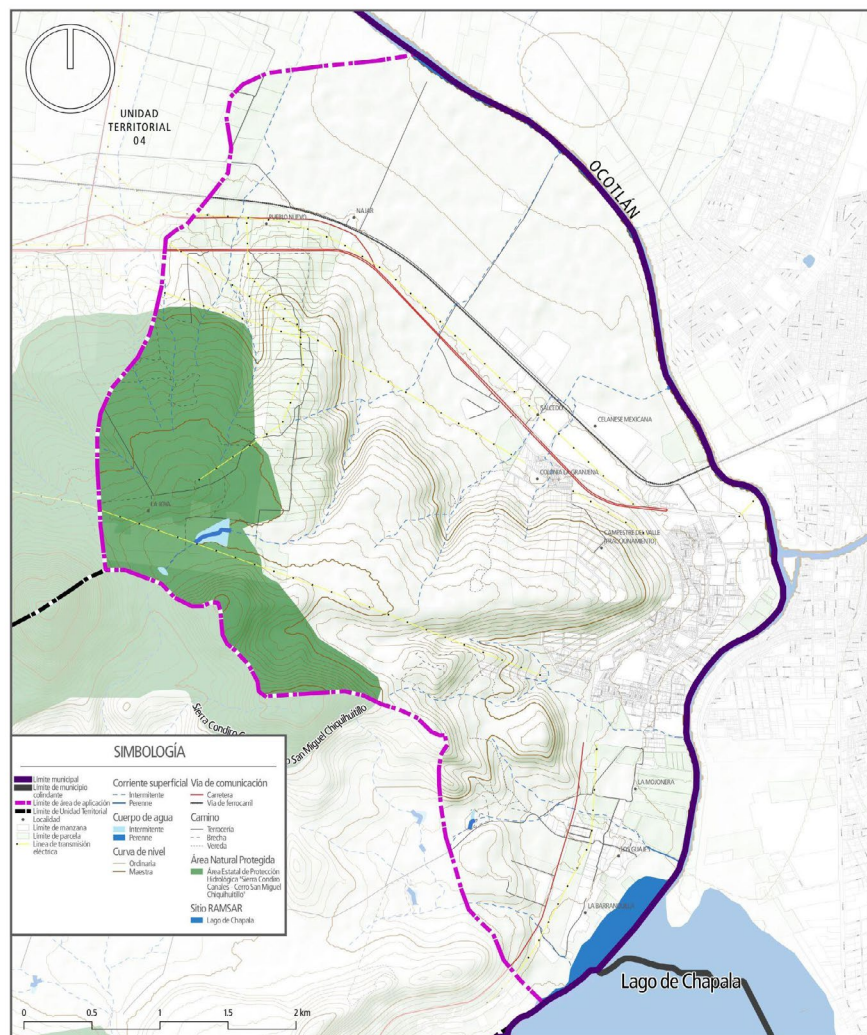 UNIDAD
TERRITORIAL
04
OCOTLÁN
NAJAR
PUEBLO NUEVO
SALCEDO
CELANESE MEXICANA
COLONIA LA GRANJENA
CAMPESTRE DEL VALLE
(FRACCIONAMIENTO)
Sierra Condiro
San Miguel Chiquihuitillo
LA MOJONERA
LOS GUAJES
Lago de Chapala
SIMBOLOGÍA
Límite municipal
Límite de municipio
colindante
Límite de área de aplicación
Límite de Unidad Territorial
Localidad
Límite de manzana
Límite de parcela
Línea de transmisión
eléctrica
Corriente superficial
Intermitente
Perenne
Cuerpo de agua
Intermitente
Perenne
Curva de nivel
Ordinaria
Maestra
Vía de comunicación
Carretera
Vía de ferrocarril
Camino
Terracería
Brecha
Vereda
Área Natural Protegida
Área Estatal de Protección
Hidrológica "Sierra Condiro
Canales - Cerro San Miguel
Chiquihuitillo"
Sitio RAMSAR
Lago de Chapala
0 0.5 1 1.5 2 km